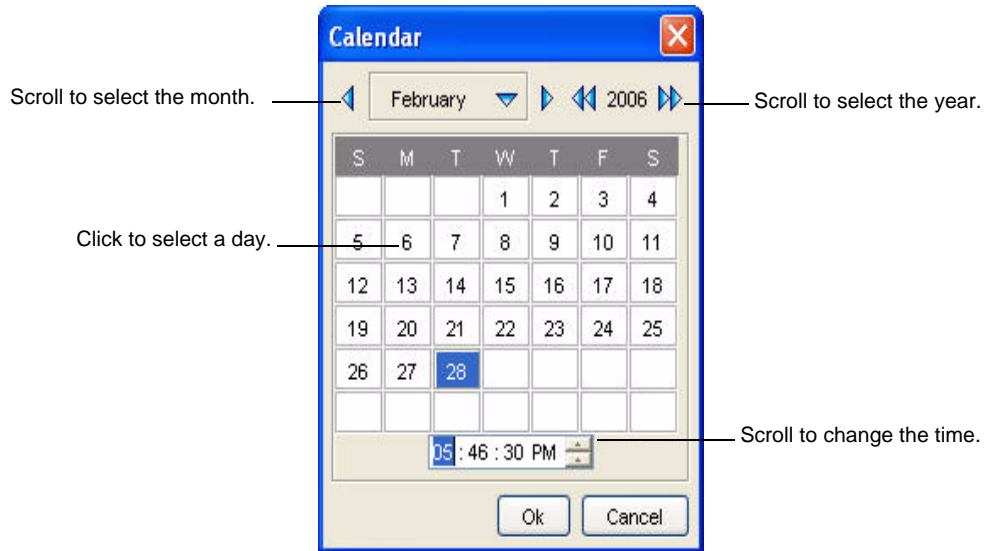 Calendar
Scroll to select the month.
February
2006
Scroll to select the year.
S M T W T F S
1 2 3 4
Click to select a day.
5 6 7 8 9 10 11
12 13 14 15 16 17 18
19 20 21 22 23 24 25
26 27 28
05 : 46 : 30 PM
Scroll to change the time.
Ok Cancel